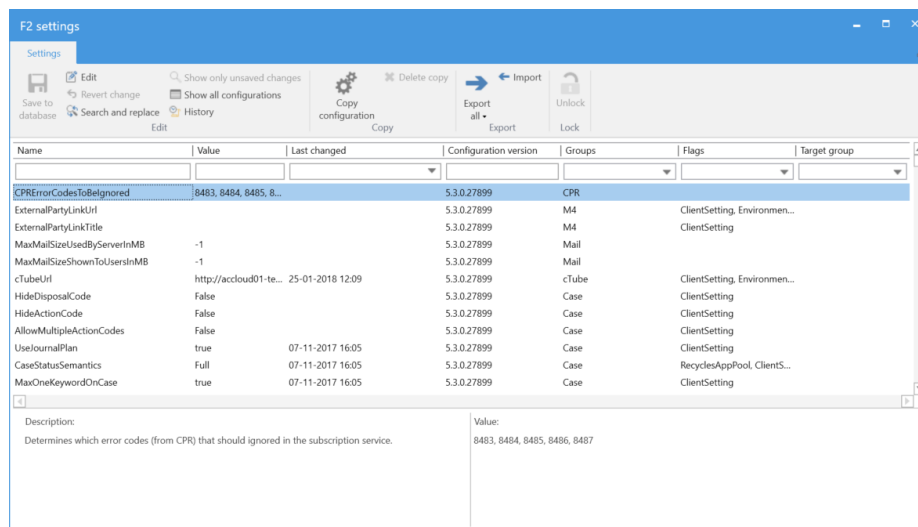 F2 settings
Settings
Save to database
Edit
Revert change
Search and replace
Show only unsaved changes
Show all configurations
History
Edit
Copy configuration
Delete copy
Copy
Export all
Import
Export
Unlock
Lock
Name Value Last changed Configuration version Groups Flags Target group
CPRErrorCodesToBeIgnored 8483, 8484, 8485, 8... 5.3.0.27899 CPR
ExternalPartyLinkUrl 5.3.0.27899 M4 ClientSetting, Environmen...
ExternalPartyLinkTitle 5.3.0.27899 M4 ClientSetting
MaxMailSizeUsedByServerInMB -1 5.3.0.27899 Mail
MaxMailSizeShownToUsersInMB -1 5.3.0.27899 Mail
cTubeUrl http://accloud01-te... 25-01-2018 12:09 5.3.0.27899 cTube ClientSetting, Environmen...
HideDisposalCode False 5.3.0.27899 Case ClientSetting
HideActionCode False 5.3.0.27899 Case ClientSetting
AllowMultipleActionCodes False 5.3.0.27899 Case ClientSetting
UseJournalPlan true 07-11-2017 16:05 5.3.0.27899 Case ClientSetting
CaseStatusSemantics Full 07-11-2017 16:05 5.3.0.27899 Case RecyclesAppPool, ClientS...
MaxOneKeywordOnCase true 07-11-2017 16:05 5.3.0.27899 Case ClientSetting
Description:
Determines which error codes (from CPR) that should ignored in the subscription service.
Value:
8483, 8484, 8485, 8486, 8487